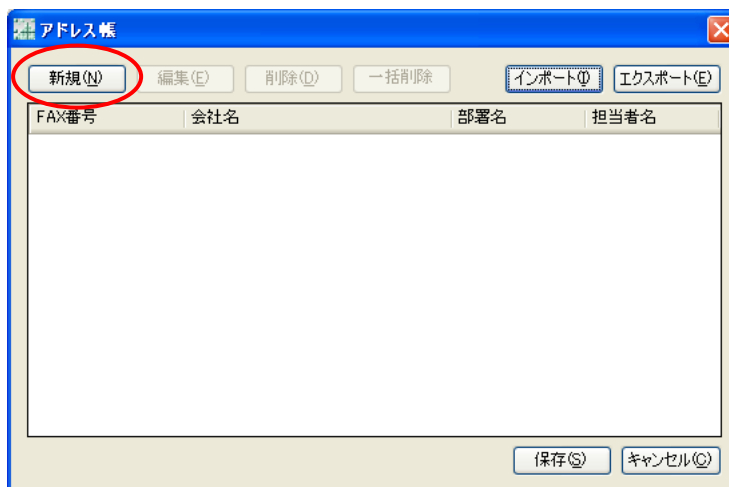 アドレス帳
新規(N) 編集(E) 削除(D) 一括削除 インポート(I) エクスポート(E)
FAX番号 会社名 部署名 担当者名
保存(S) キャンセル(C)